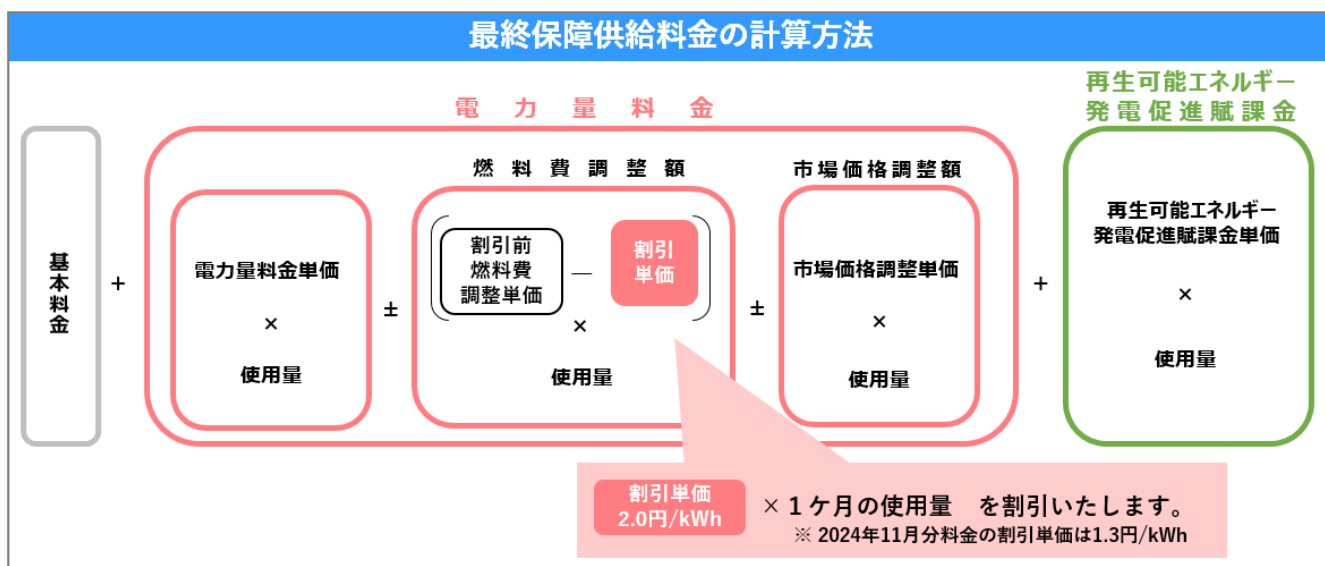 最終保障供給料金の計算方法
再生可能エネルギー
発電促進賦課金
電力量料金
燃料費調整額
市場価格調整額
基本料金
+
電力量料金単価
×
使用量
±
割引前
燃料費
調整単価
―
割引
単価
×
使用量
±
市場価格調整単価
×
使用量
+
再生可能エネルギー
発電促進賦課金単価
×
使用量
割引単価
2.0円/kWh
×1ケ月の使用量 を割引いたします。
※ 2024年11月分料金の割引単価は1.3円/kWh